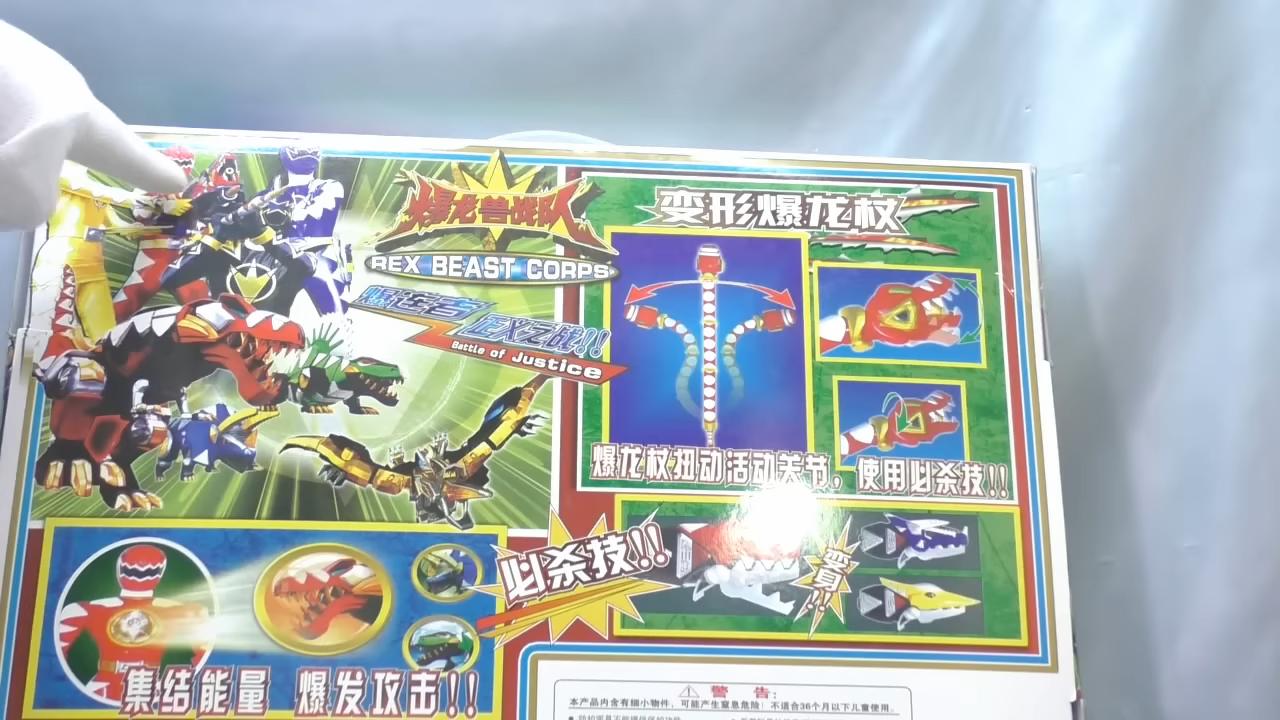 爆龙兽战队
REX BEAST CORPS
爆连者 EX之战!!
Battle of Justice
变形爆龙杖
爆龙杖扭动活动关节，使用必杀技!!
必杀技!!
变身!!
集结能量 爆发攻击!!
警 告:
本产品内含有细小物件，可能产生窒息危险! 不适合36个月以下儿童使用。